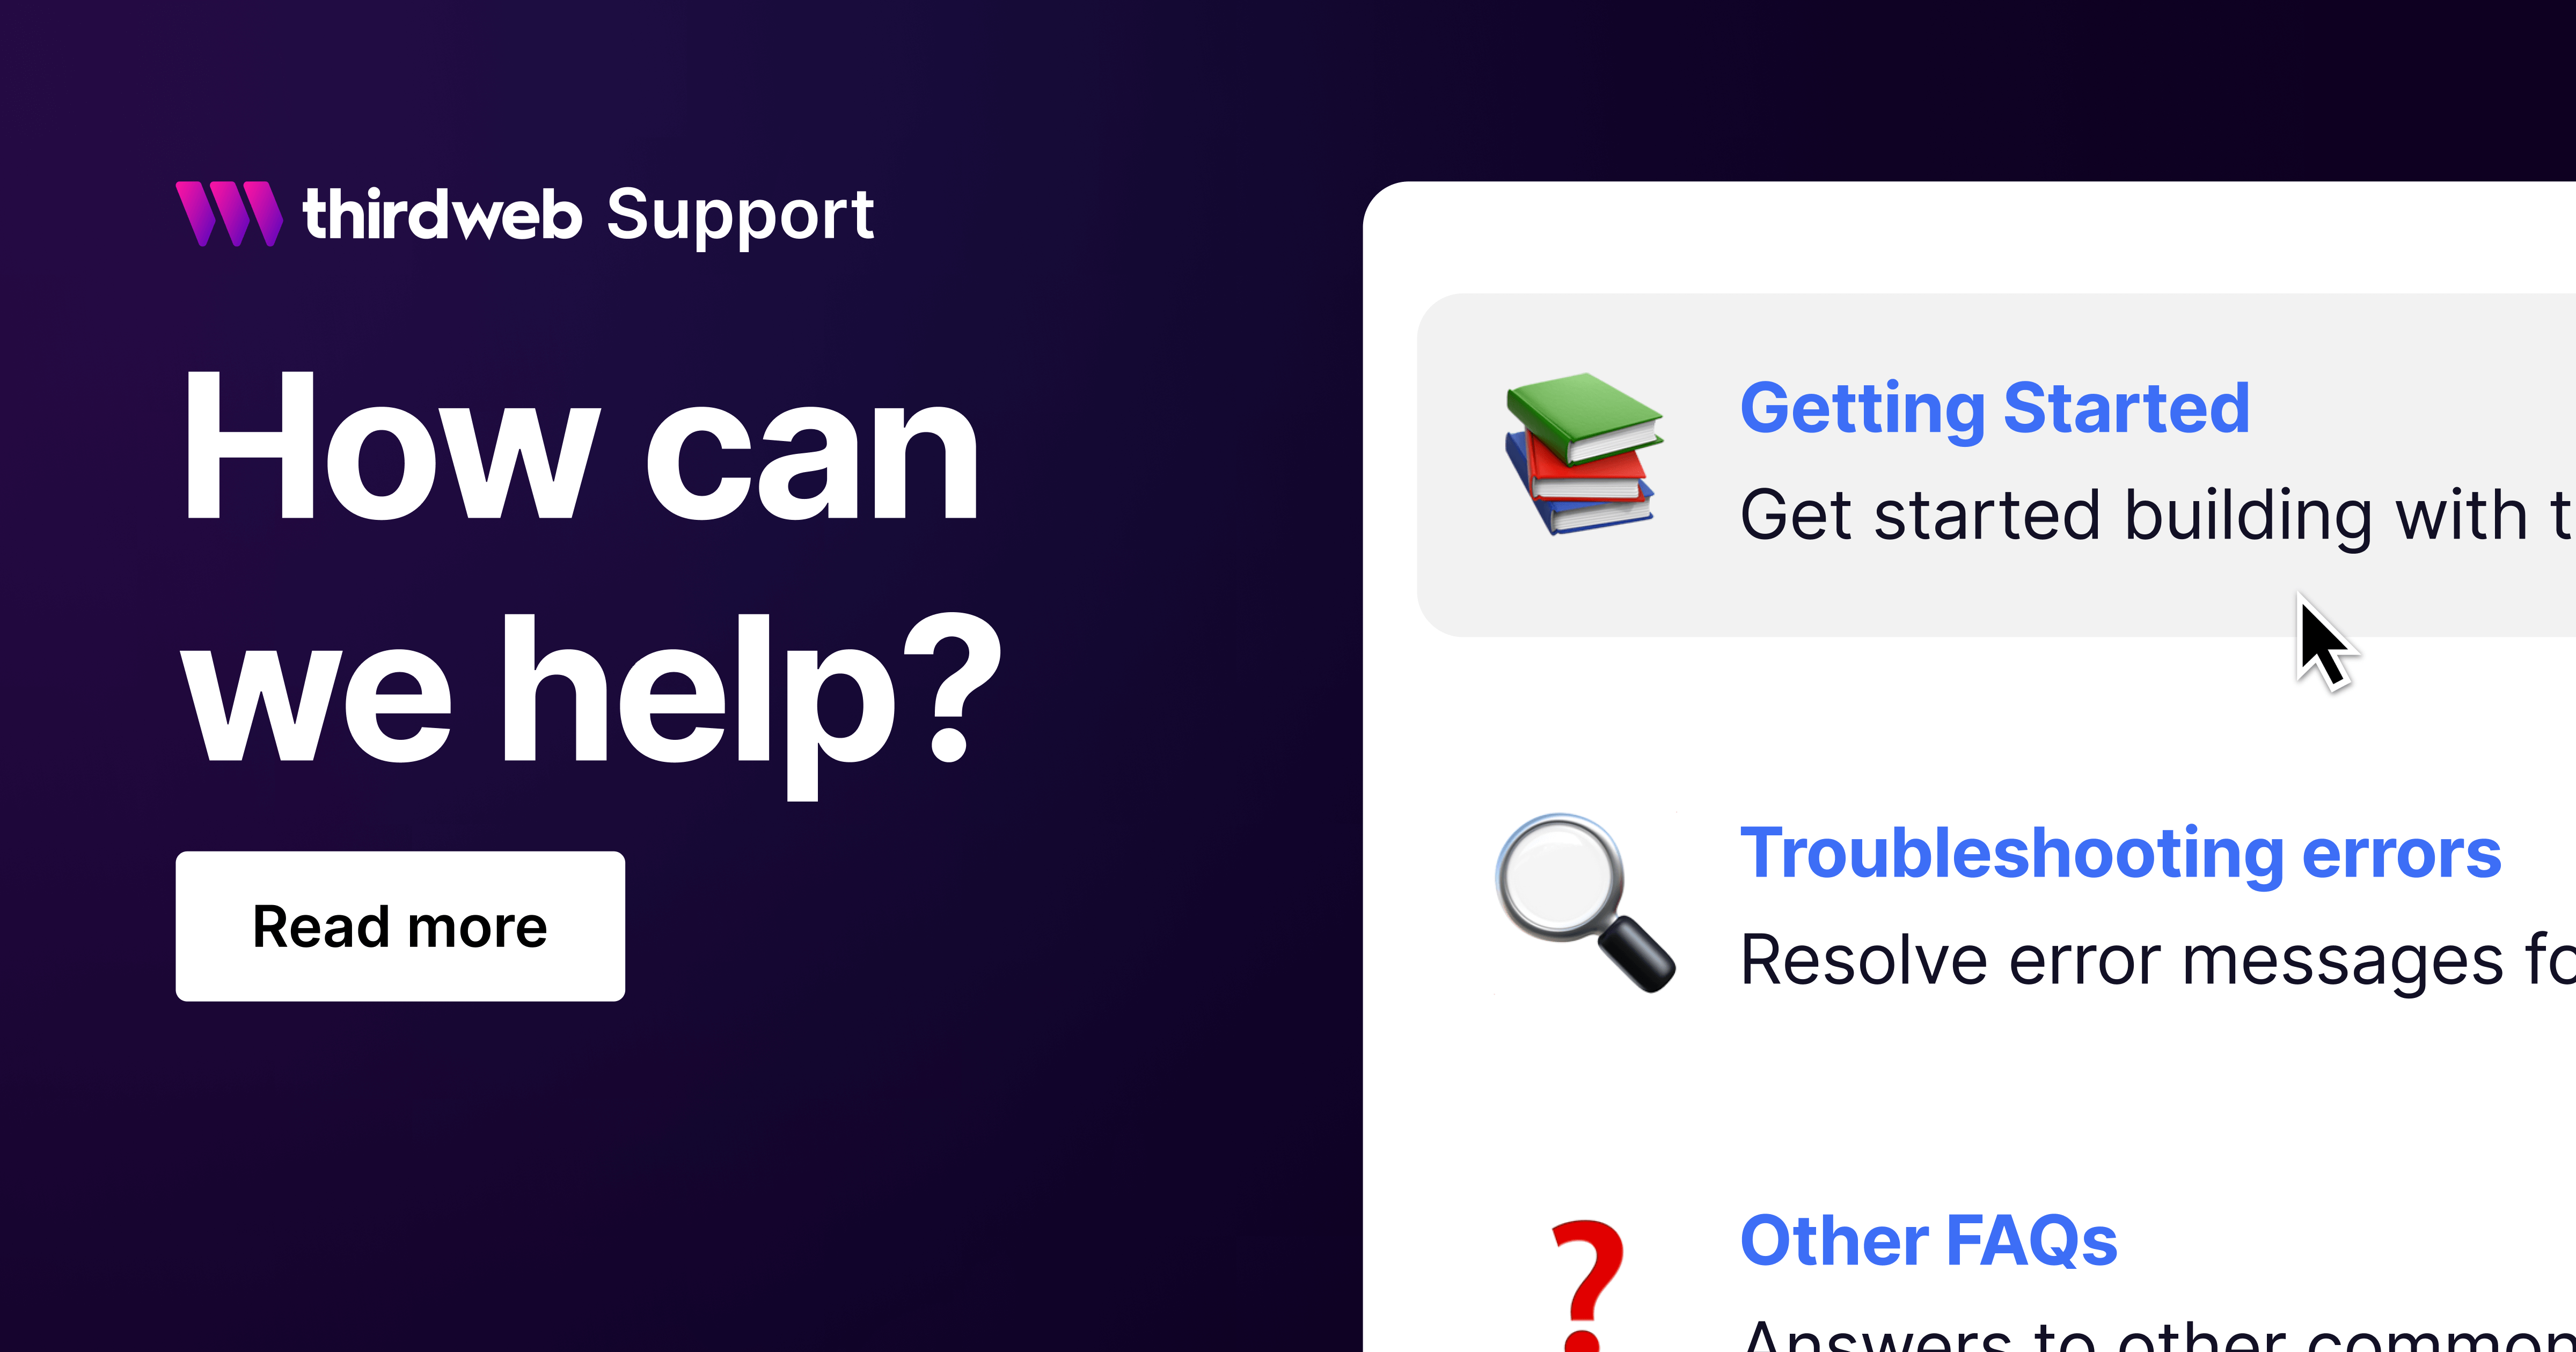 thirdweb Support
How can
we help?
Read more
Getting Started
Get started building with t
Troubleshooting errors
Resolve error messages fo
Other FAQs
Answers to other common